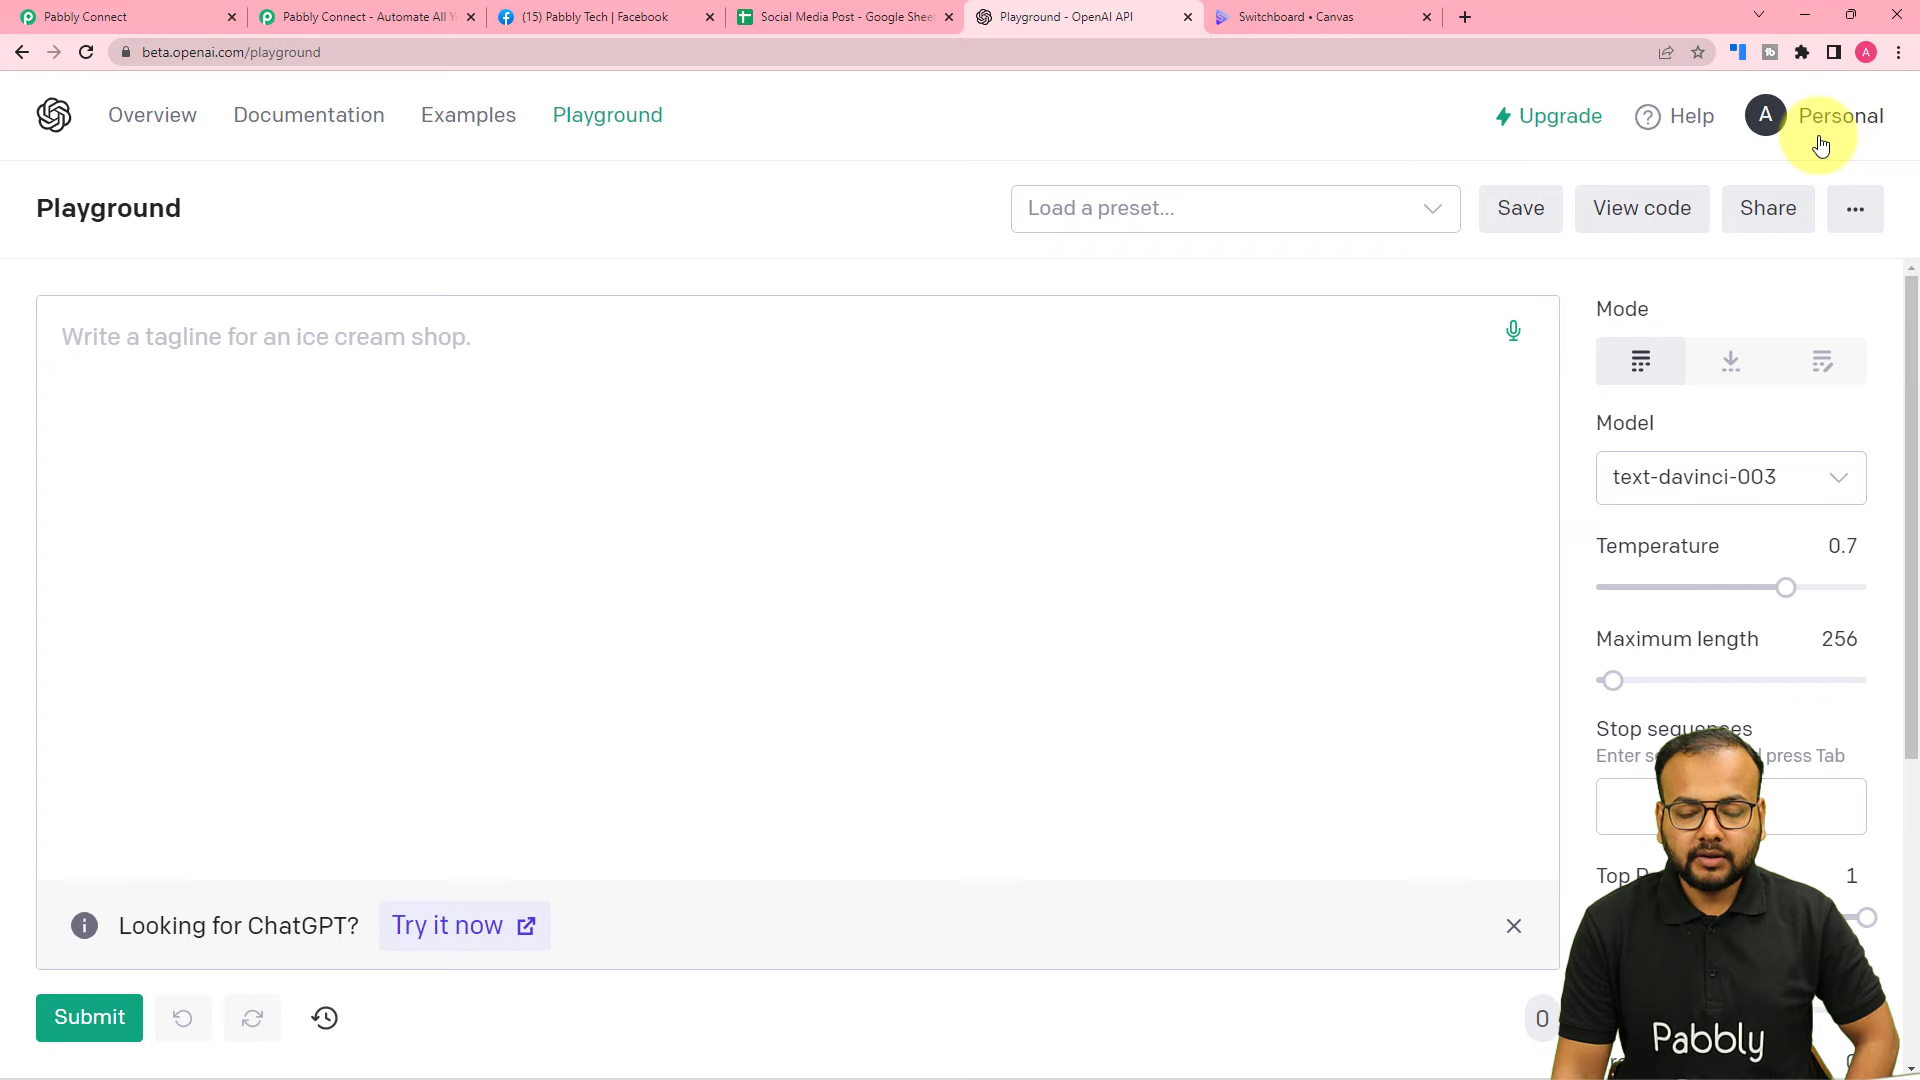 Pabbly Connect
Pabbly Connect - Automate All Y
(15) Pabbly Tech | Facebook
Social Media Post - Google Shee
Playground - OpenAI API
Switchboard • Canvas
beta.openai.com/playground
A
Overview
Documentation
Examples
Playground
Upgrade
Help
A
Personal
Playground
Load a preset...
Save
View code
Share
Write a tagline for an ice cream shop.
Mode
Model
text-davinci-003
Temperature
0.7
Maximum length
256
Stop sequences
Enter press Tab
Top
1
Looking for ChatGPT?
Try it now
Submit
0
Pabbly